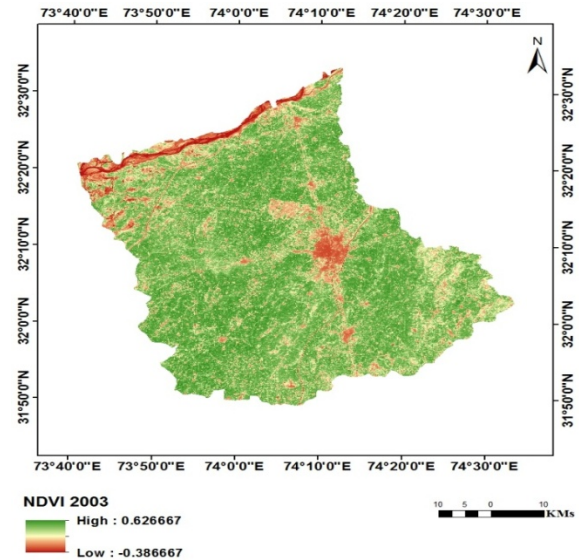 73°40'0"E 73°50'0"E 74°0'0"E 74°10'0"E 74°20'0"E 74°30'0"E
N
32°30'0"N 32°30'0"N
32°20'0"N 32°20'0"N
32°10'0"N 32°10'0"N
32°0'0"N 32°0'0"N
31°50'0"N 31°50'0"N
73°40'0"E 73°50'0"E 74°0'0"E 74°10'0"E 74°20'0"E 74°30'0"E
NDVI 2003
High : 0.626667
Low : -0.386667
10 5 0 10
KMs